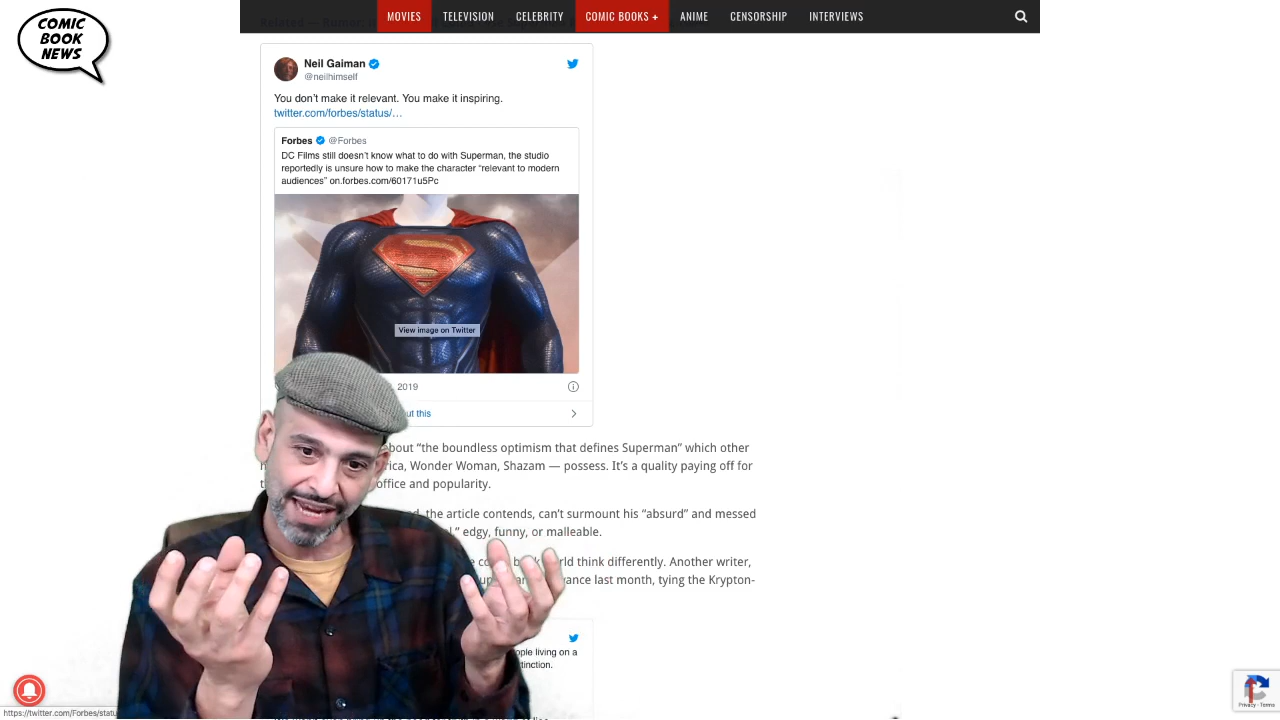 COMIC
BOOK
NEWS
MOVIES
TELEVISION
CELEBRITY
COMIC BOOKS +
ANIME
CENSORSHIP
INTERVIEWS
Neil Gaiman
@neilhimself
You don't make it relevant. You make it inspiring.
twitter.com/forbes/status/…
Forbes @Forbes
DC Films still doesn't know what to do with Superman, the studio
reportedly is unsure how to make the character "relevant to modern
audiences" on.forbes.com/60171u5Pc
View image on Twitter
2019
this
about “the boundless optimism that defines Superman” which other
Wonder Woman, Shazam — possess. It’s a quality paying off for
office and popularity.
the article contends, can’t surmount his “absurd” and messed
edgy, funny, or malleable.
think differently. Another writer,
last month, tying the Krypton-
living on a
https://twitter.com/Forbes/statu
Privacy - Terms